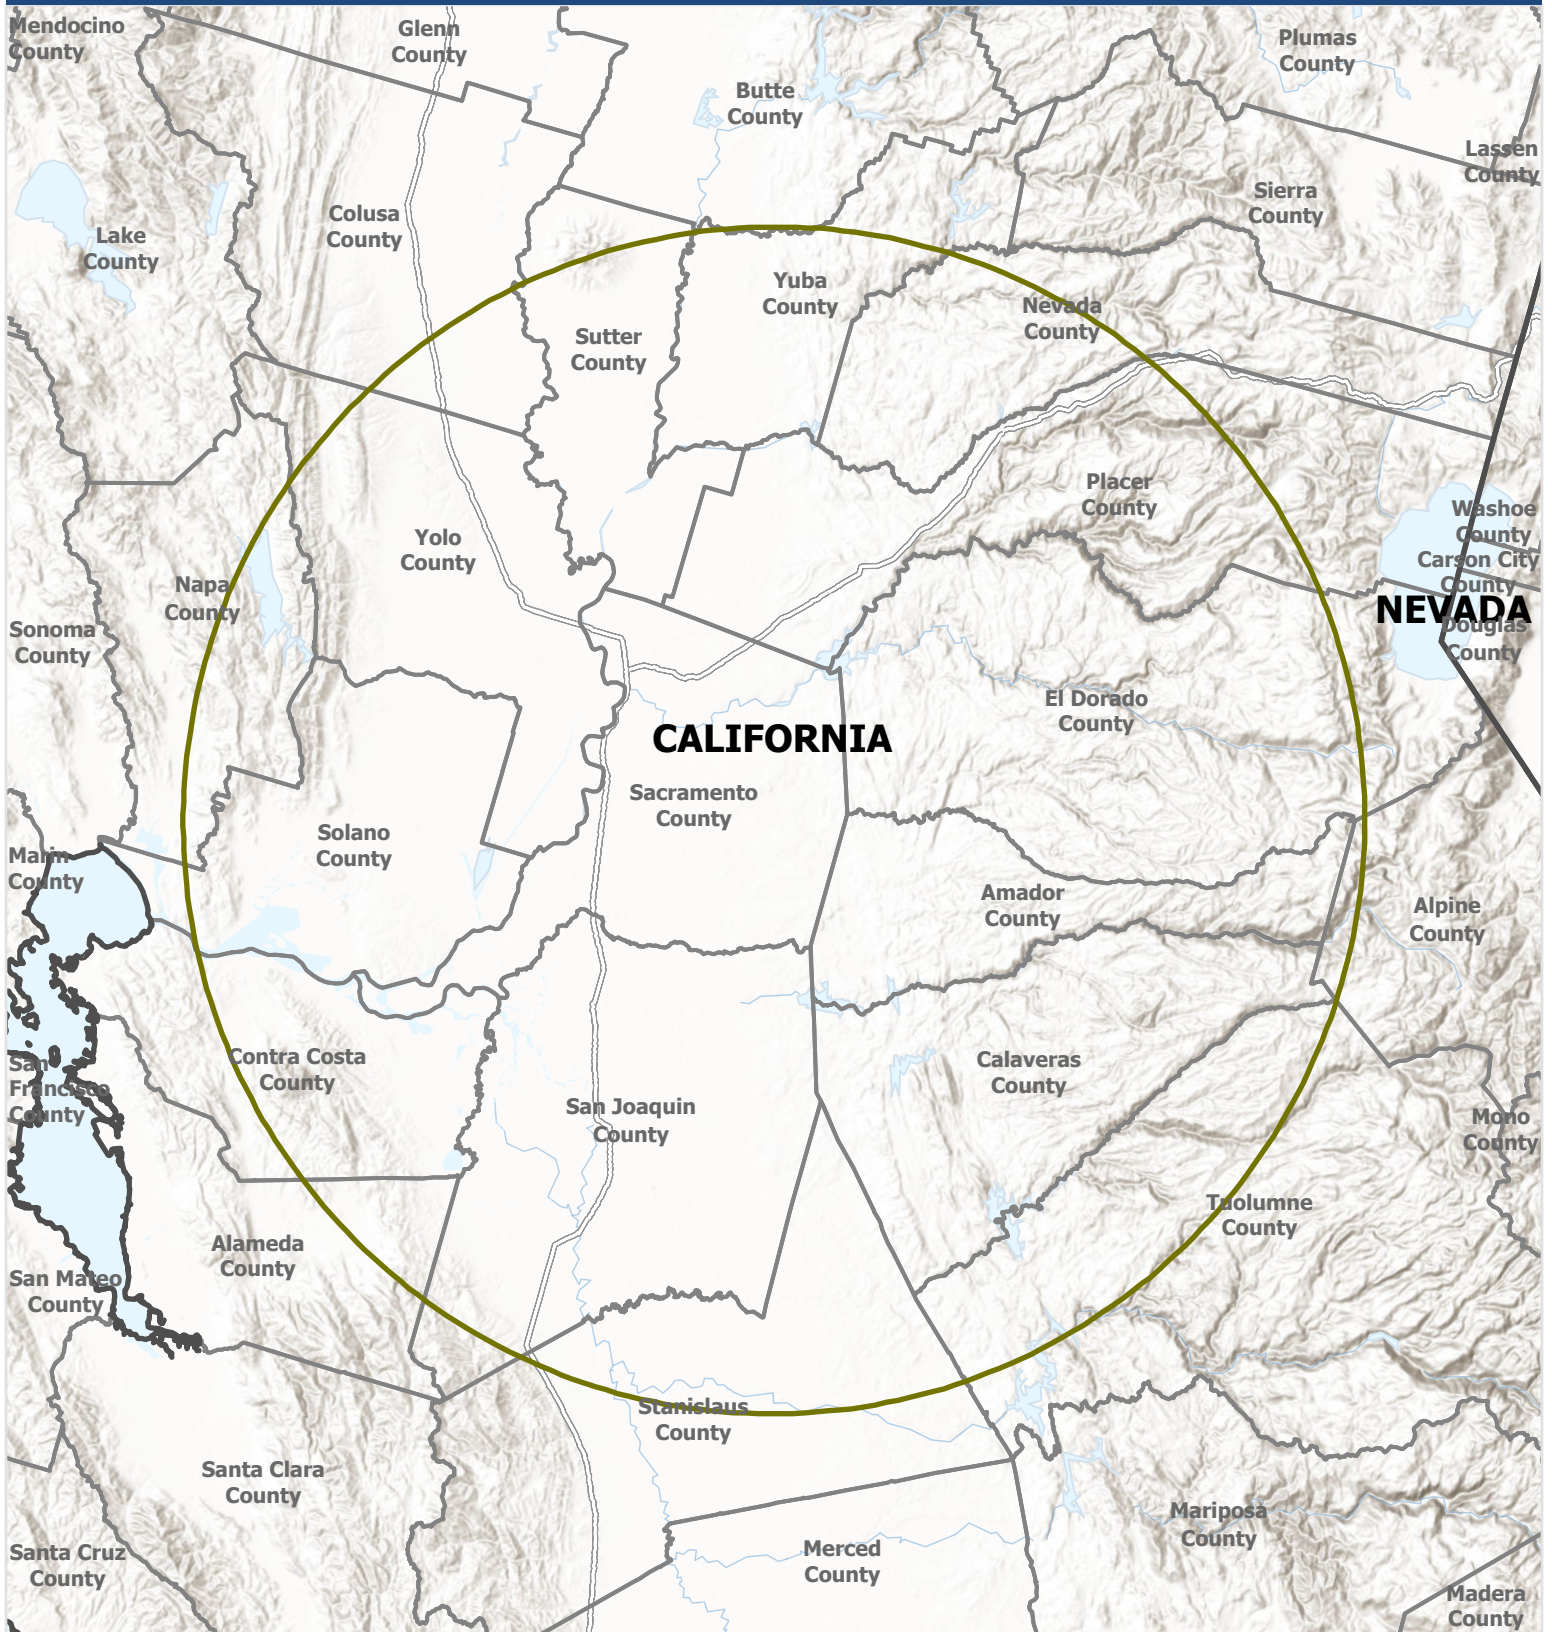 Mendocino
County
Glenn
County
Plumas
County
Butte
County
Lassen
County
Sierra
County
Colusa
County
Lake
County
Yuba
County
Nevada
County
Sutter
County
Placer
County
Washoe
County
Yolo
County
Carson City
County
Napa
County
NEVADA
Douglas
County
Sonoma
County
El Dorado
County
CALIFORNIA
Sacramento
County
Solano
County
Marin
County
Amador
County
Alpine
County
Contra Costa
County
Calaveras
County
San
Francisco
County
San Joaquin
County
Mono
County
Tuolumne
County
Alameda
County
San Mateo
County
Stanislaus
County
Santa Clara
County
Mariposa
County
Santa Cruz
County
Merced
County
Madera
County